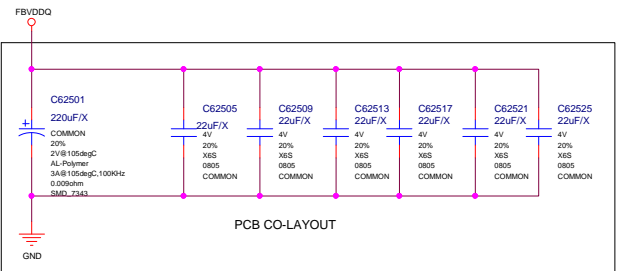 FBVDDQ
C62501
220uF/X
COMMON
20%
2V@105degC
AL-Polymer
3A@105degC,100KHz
0.009ohm
SMD_7343
C62505
22uF/X
4V
20%
X6S
0805
COMMON
C62509
22uF/X
4V
20%
X6S
0805
COMMON
C62513
22uF/X
4V
20%
X6S
0805
COMMON
C62517
22uF/X
4V
20%
X6S
0805
COMMON
C62521
22uF/X
4V
20%
X6S
0805
COMMON
C62525
22uF/X
4V
20%
X6S
0805
COMMON
PCB CO-LAYOUT
GND